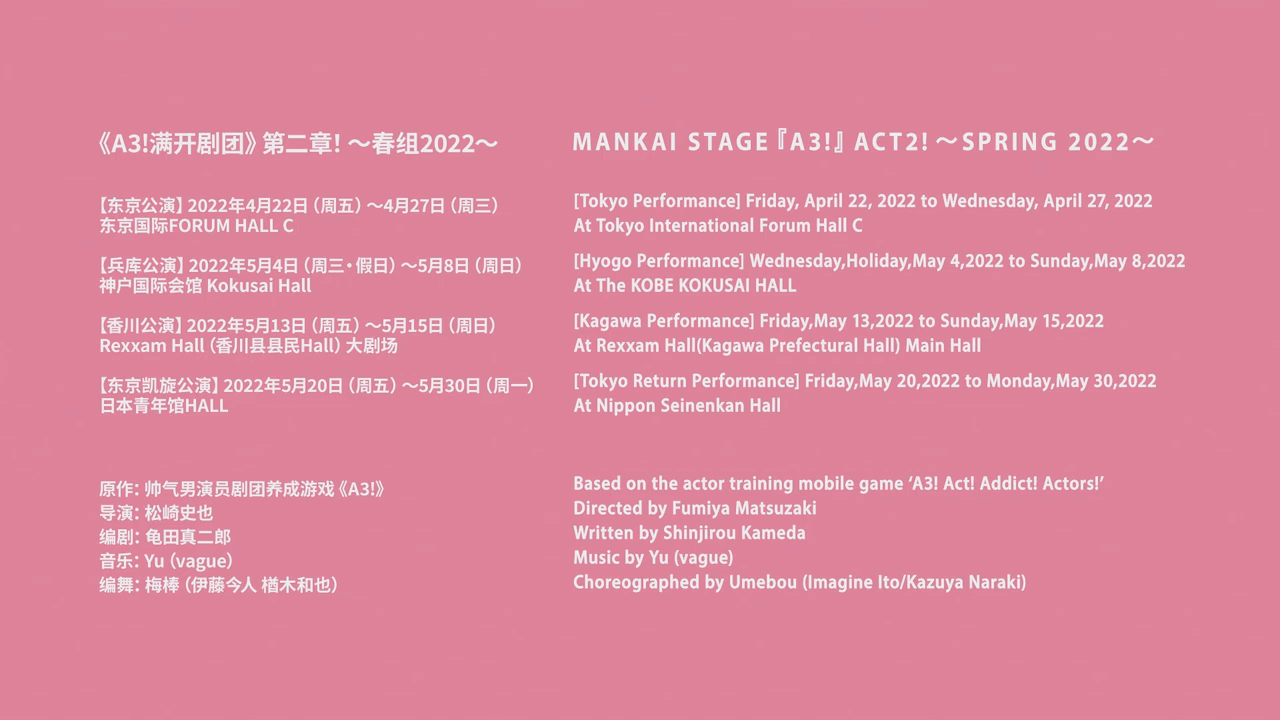 《A3!满开剧团》第二章! ～春组2022～
【东京公演】2022年4月22日（周五）～4月27日（周三）
东京国际FORUM HALL C
【兵库公演】2022年5月4日（周三・假日）～5月8日（周日）
神户国际会馆 Kokusai Hall
【香川公演】2022年5月13日（周五）～5月15日（周日）
Rexxam Hall（香川县县民Hall）大剧场
【东京凯旋公演】2022年5月20日（周五）～5月30日（周一）
日本青年馆HALL
原作：帅气男演员剧团养成游戏《A3!》
导演：松崎史也
编剧：亀田真二郎
音乐：Yu（vague）
编舞：梅棒（伊藤今人 楢木和也）
MANKAI STAGE『A3!』ACT2! ～SPRING 2022～
[Tokyo Performance] Friday, April 22, 2022 to Wednesday, April 27, 2022
At Tokyo International Forum Hall C
[Hyogo Performance] Wednesday,Holiday,May 4,2022 to Sunday,May 8,2022
At The KOBE KOKUSAI HALL
[Kagawa Performance] Friday,May 13,2022 to Sunday,May 15,2022
At Rexxam Hall(Kagawa Prefectural Hall) Main Hall
[Tokyo Return Performance] Friday,May 20,2022 to Monday,May 30,2022
At Nippon Seinenkan Hall
Based on the actor training mobile game ‘A3! Act! Addict! Actors!’
Directed by Fumiya Matsuzaki
Written by Shinjirou Kameda
Music by Yu (vague)
Choreographed by Umebou (Imagine Ito/Kazuya Naraki)